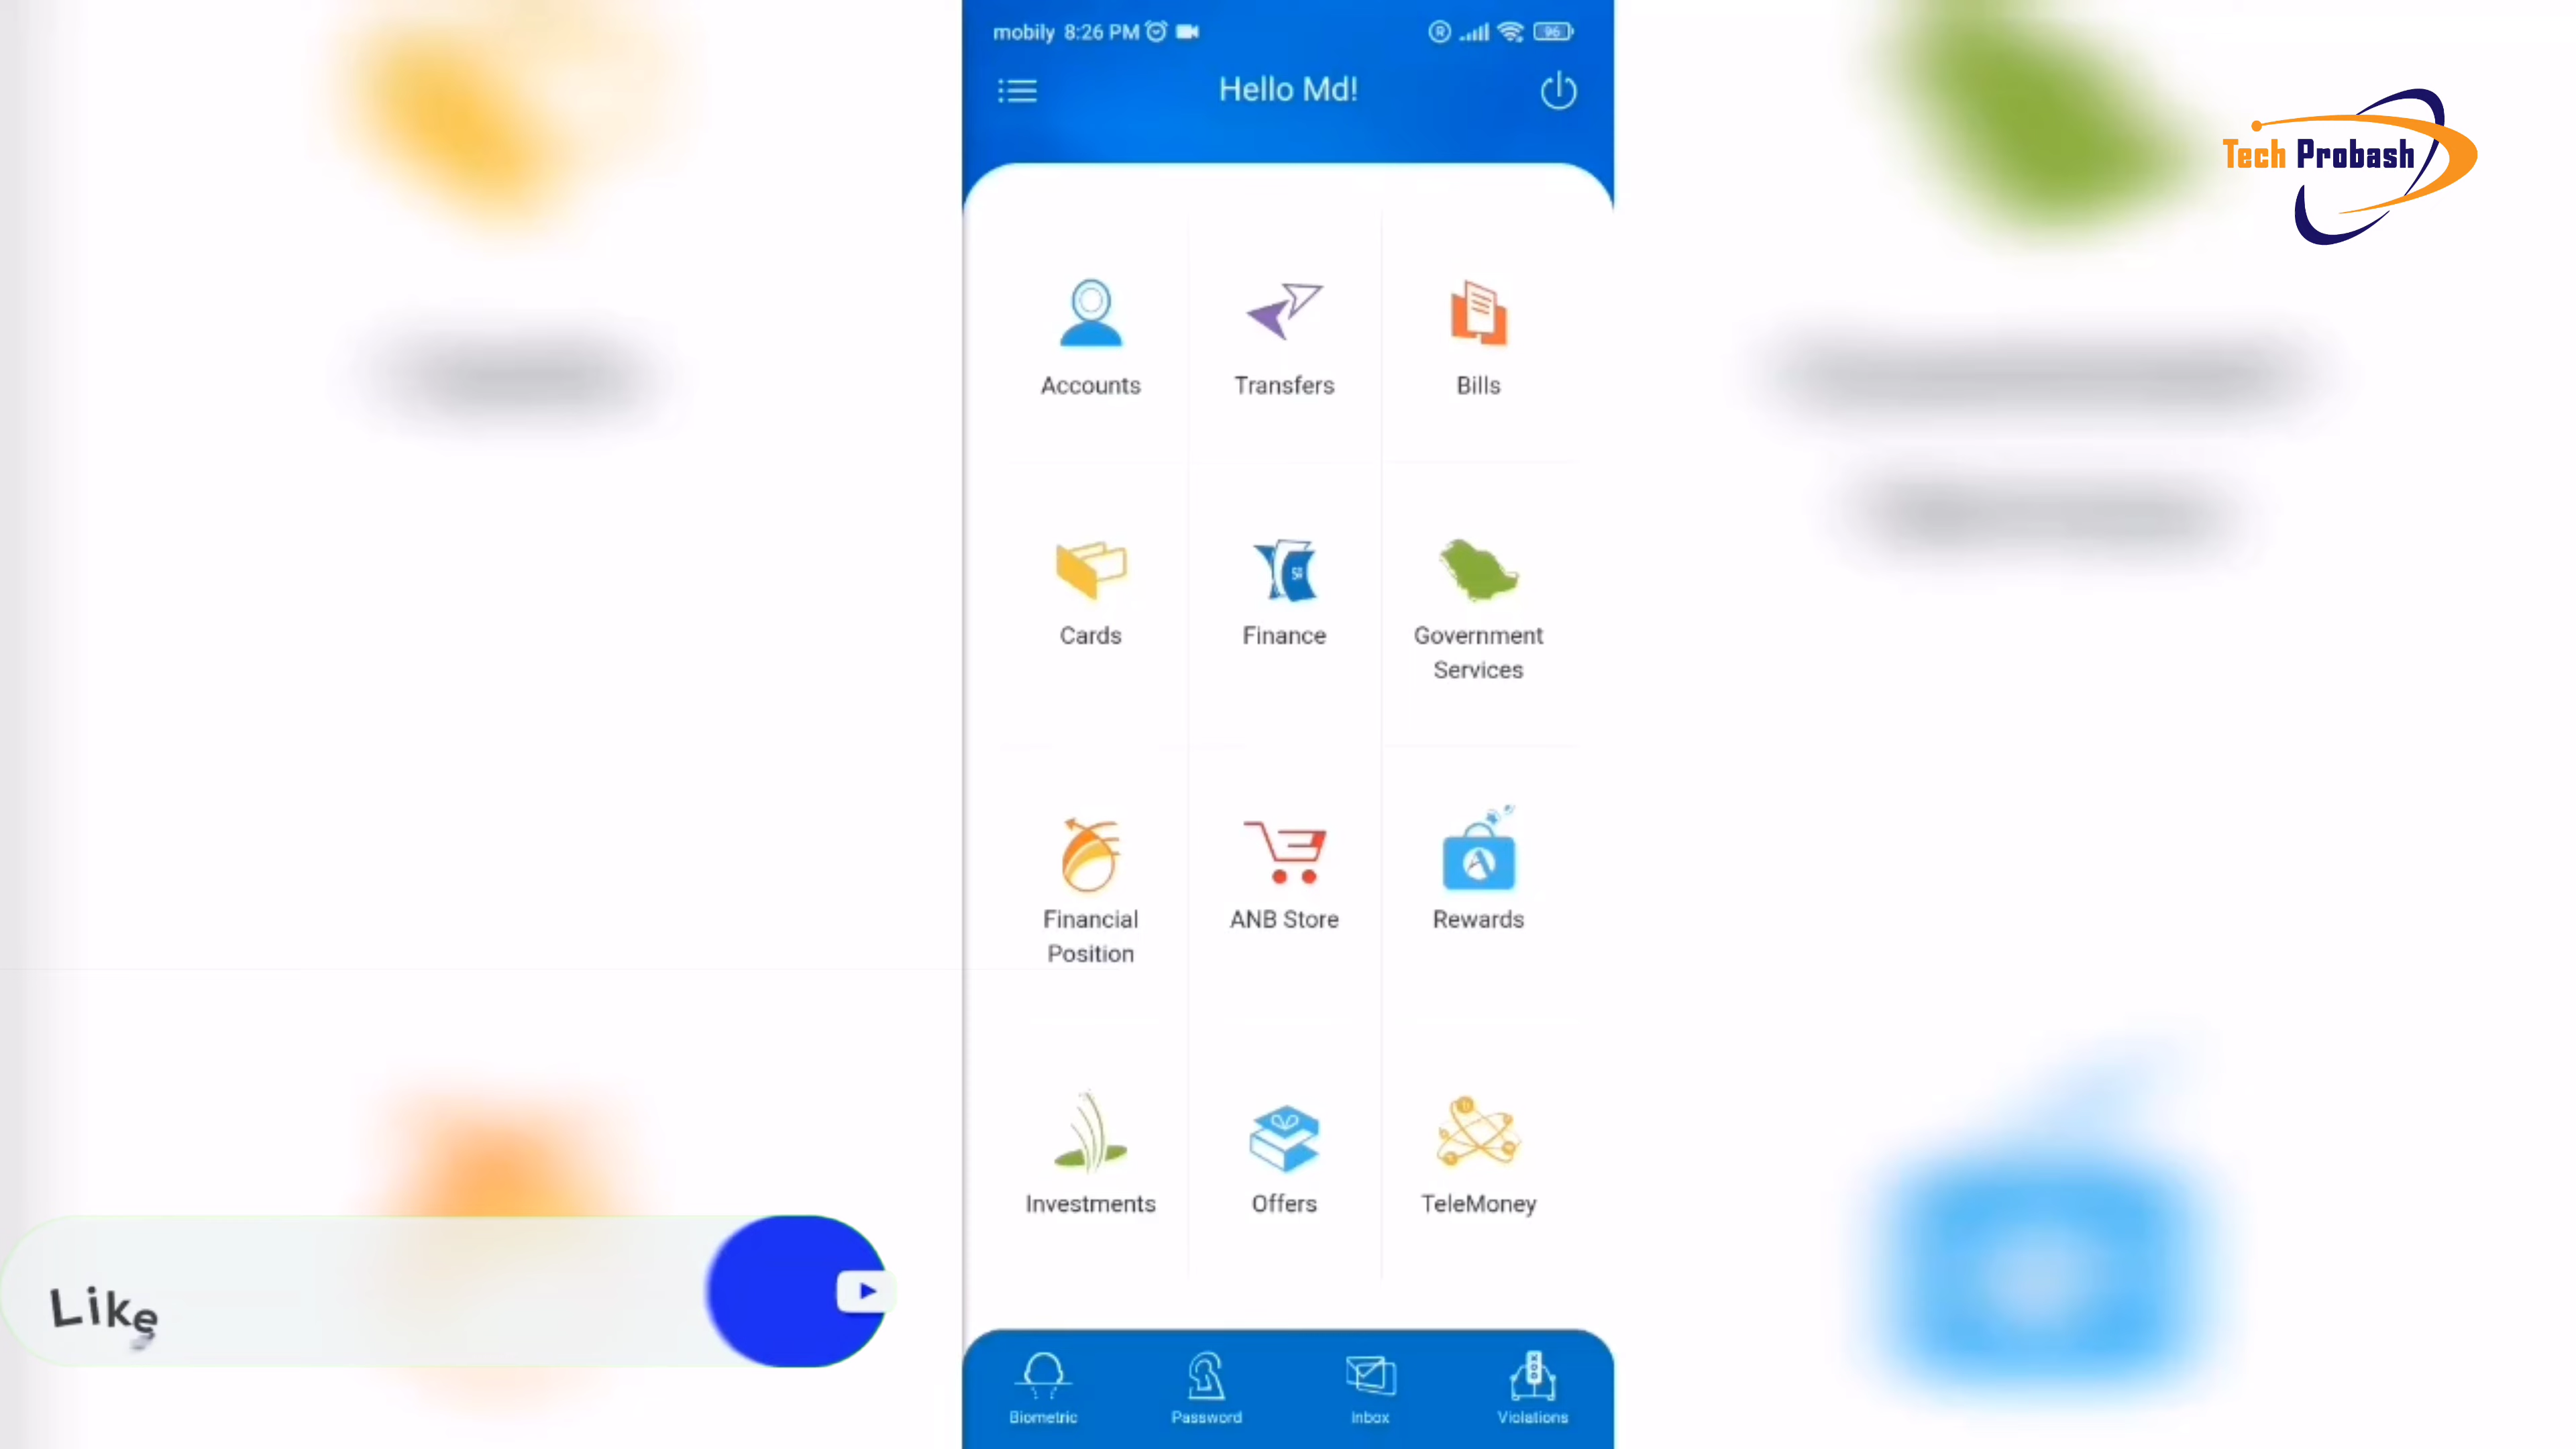 mobily 8:26 PM
R 96
Hello Md!
Tech Probash
Accounts Transfers Bills
Cards Finance Government
Services
Financial ANB Store Rewards
Position
Investments Offers TeleMoney
Like
Biometric Password Inbox Violations